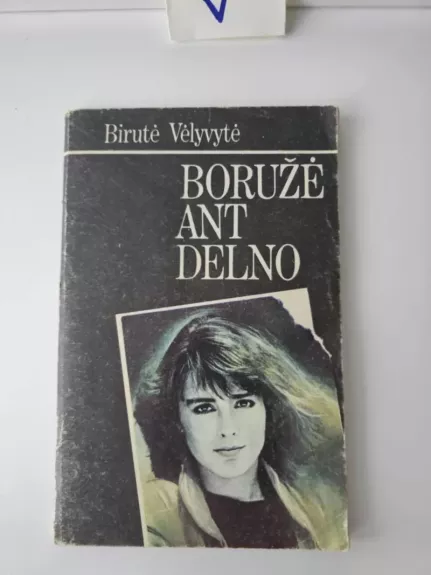 Birutė Vėlyvytė
BORUŽĖ
ANT
DELNO